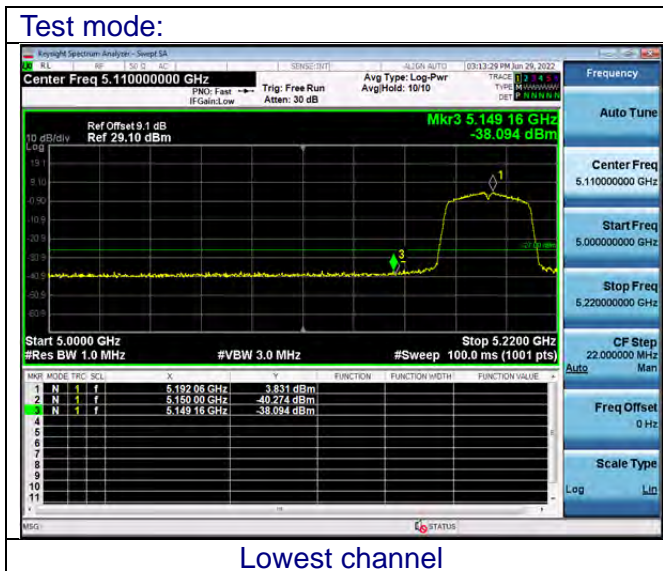 Test mode:
Keysight Spectrum Analyzer - Swept SA
RL RF 50 Ω AC SENSE:INT ALIGN AUTO 03:13:29 PM Jun 29, 2022
Center Freq 5.110000000 GHz
PNO: Fast
IFGain:Low
Trig: Free Run
Atten: 30 dB
Avg Type: Log-Pwr
Avg|Hold: 10/10
TRACE 1 2 3 4 5 6
TYPE M
DET P N N N N N
Mkr3 5.149 16 GHz
-38.094 dBm
Ref Offset 9.1 dB
10 dB/div Ref 29.10 dBm
Log
19.1
9.10
-0.90
-10.9
-20.9
-27.00 dBm
-30.9
-40.9
-50.9
-60.9
1
3
Start 5.0000 GHz Stop 5.2200 GHz
#Res BW 1.0 MHz #VBW 3.0 MHz #Sweep 100.0 ms (1001 pts)
MKR MODE TRC SCL X Y FUNCTION FUNCTION WIDTH FUNCTION VALUE
1 N 1 f 5.192 06 GHz 3.831 dBm
2 N 1 f 5.150 00 GHz -40.274 dBm
3 N 1 f 5.149 16 GHz -38.094 dBm
4
5
6
7
8
9
10
11
MSG STATUS
Frequency
Auto Tune
Center Freq
5.110000000 GHz
Start Freq
5.000000000 GHz
Stop Freq
5.220000000 GHz
CF Step
22.000000 MHz
Auto Man
Freq Offset
0 Hz
Scale Type
Log Lin
Lowest channel